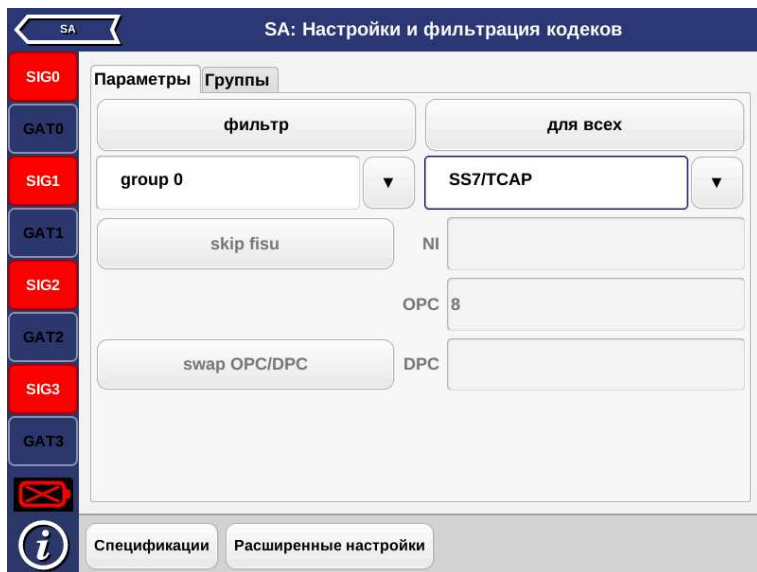 SA
SA: Настройки и фильтрация кодеков
SIG0
GAT0
SIG1
GAT1
SIG2
GAT2
SIG3
GAT3
Параметры Группы
фильтр для всех
group 0 SS7/TCAP
skip fisu NI
OPC 8
swap OPC/DPC DPC
i
Спецификации Расширенные настройки